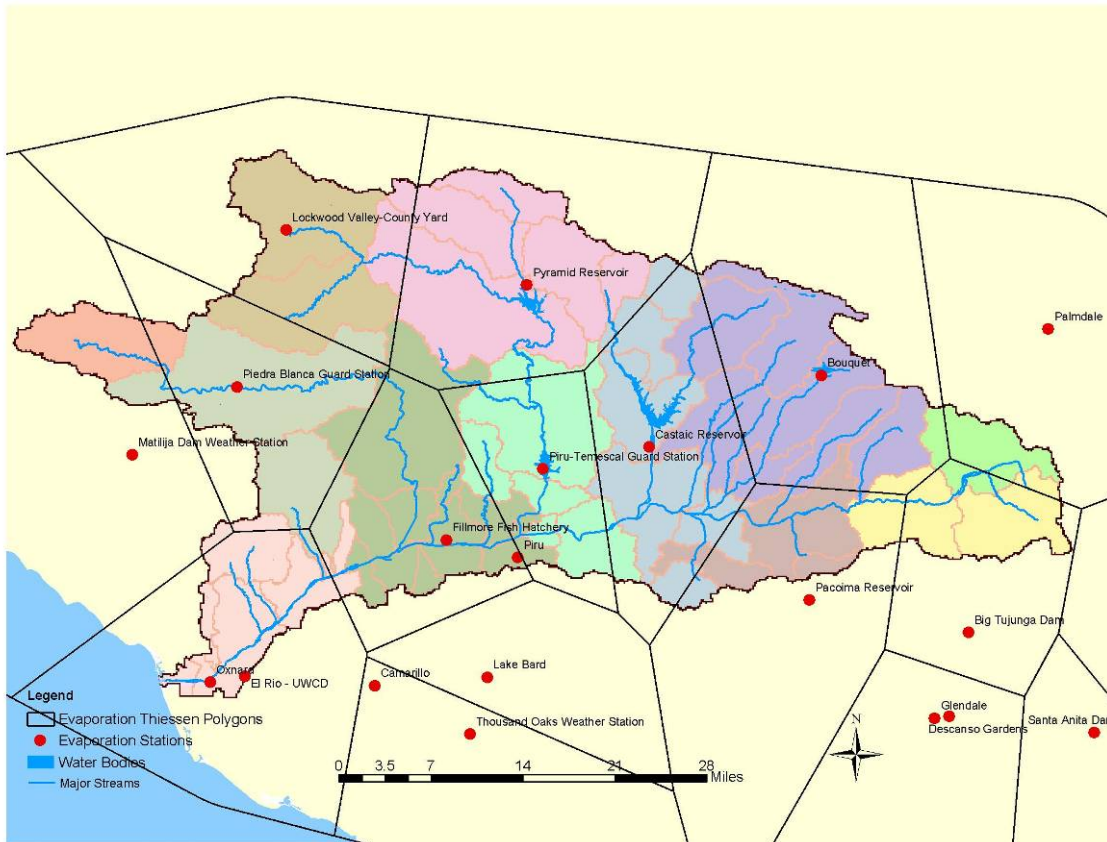 Lockwood Valley-County Yard
Pyramid Reservoir
Palmdale
Bouquet
Piedra Blanca Guard Station
Matilija Dam Weather Station
Castaic Reservoir
Piru-Temescal Guard Station
Fillmore Fish Hatchery
Piru
Pacoima Reservoir
Big Tujunga Dam
Lake Bard
Camarillo
Oxnard
El Rio - UWCD
Legend
Evaporation Thiessen Polygons
Evaporation Stations
Water Bodies
Major Streams
Thousand Oaks Weather Station
Glendale
Descanso Gardens
Santa Anita Dam
N
0 3.5 7 14 21 28
Miles